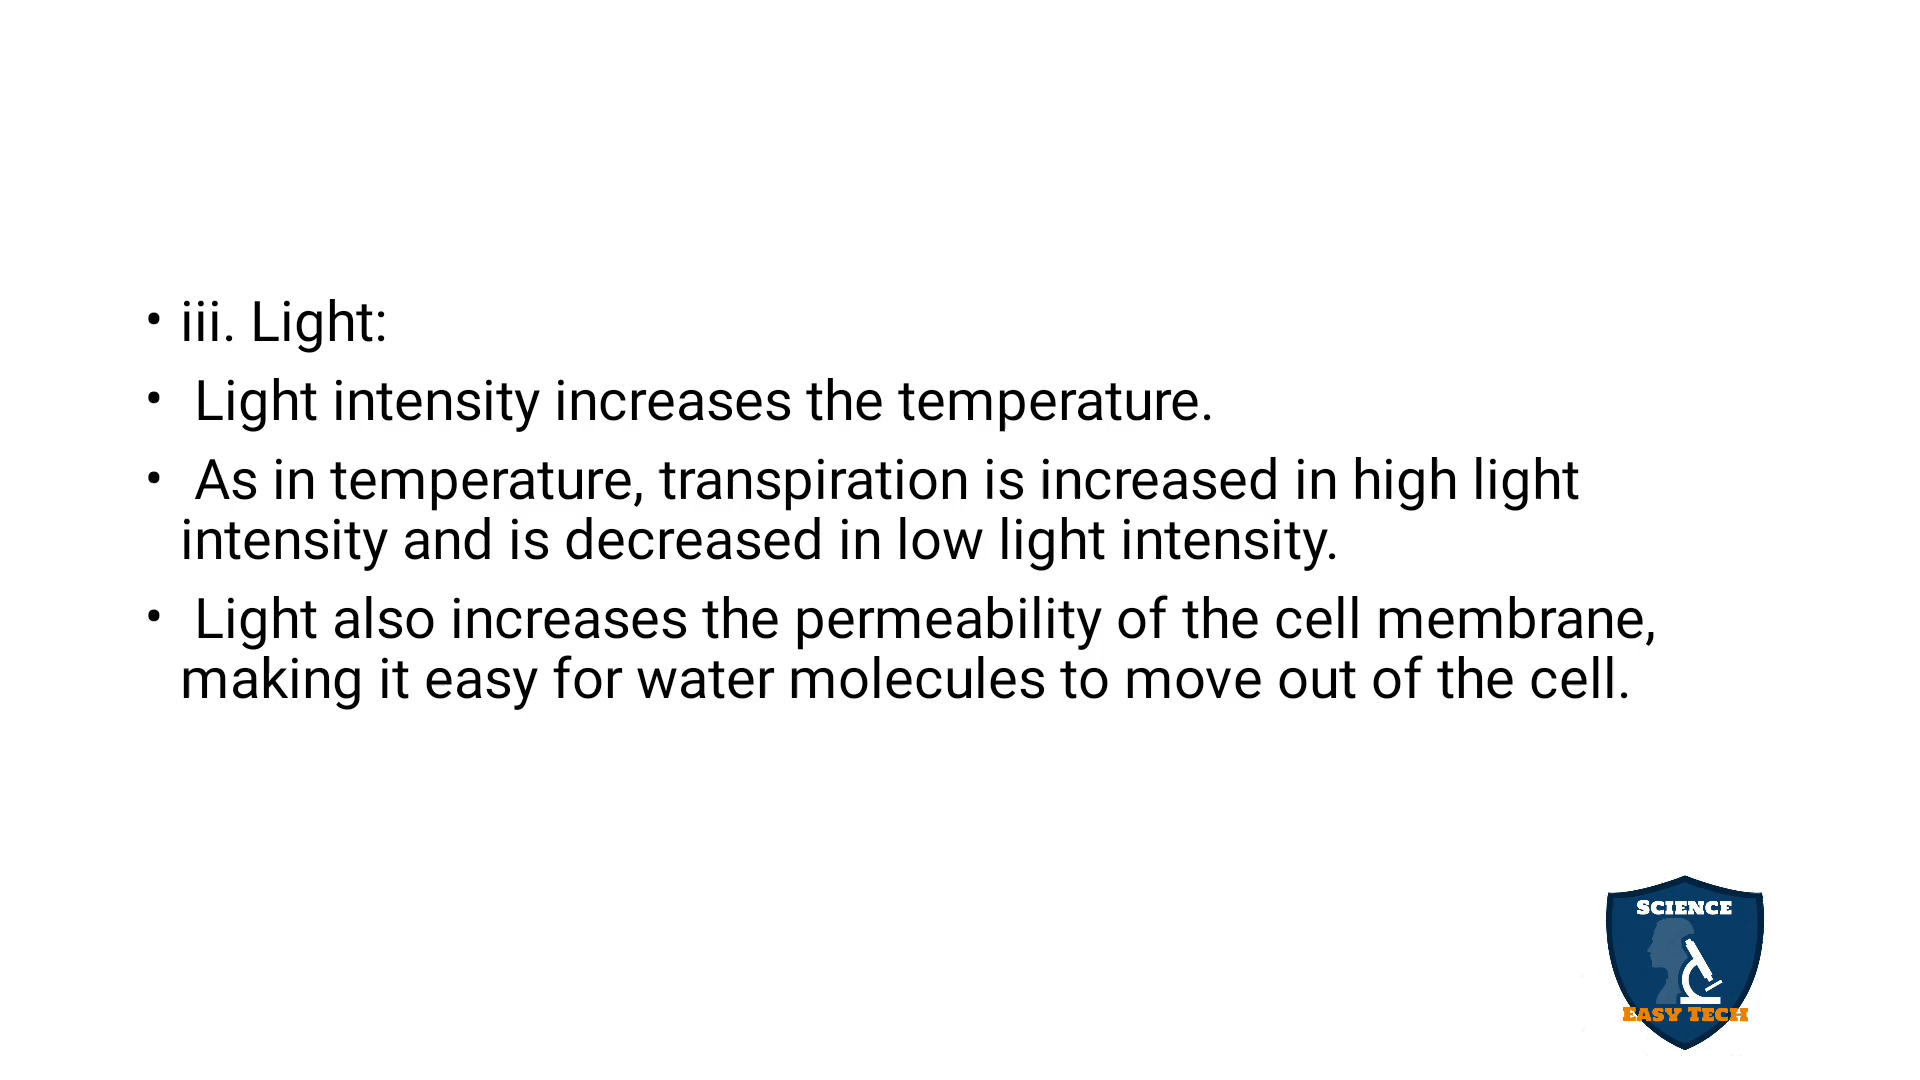 • iii. Light:
• Light intensity increases the temperature.
• As in temperature, transpiration is increased in high light
intensity and is decreased in low light intensity.
• Light also increases the permeability of the cell membrane,
making it easy for water molecules to move out of the cell.
SCIENCE
EASY TECH